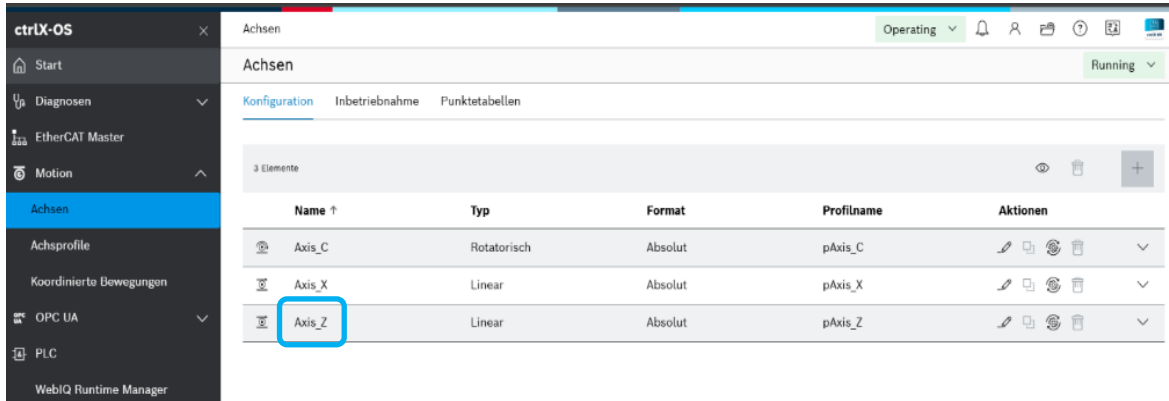 ctrlX-OS
Achsen
Operating
Start
Achsen
Running
Diagnosen
Konfiguration Inbetriebnahme Punktetabellen
EtherCAT Master
Motion
3 Elemente
Achsen
Name ↑ Typ Format Profilname Aktionen
Achsprofile
Axis_C Rotatorisch Absolut pAxis_C
Koordinierte Bewegungen
Axis_X Linear Absolut pAxis_X
OPC UA
Axis_Z Linear Absolut pAxis_Z
PLC
WebIQ Runtime Manager